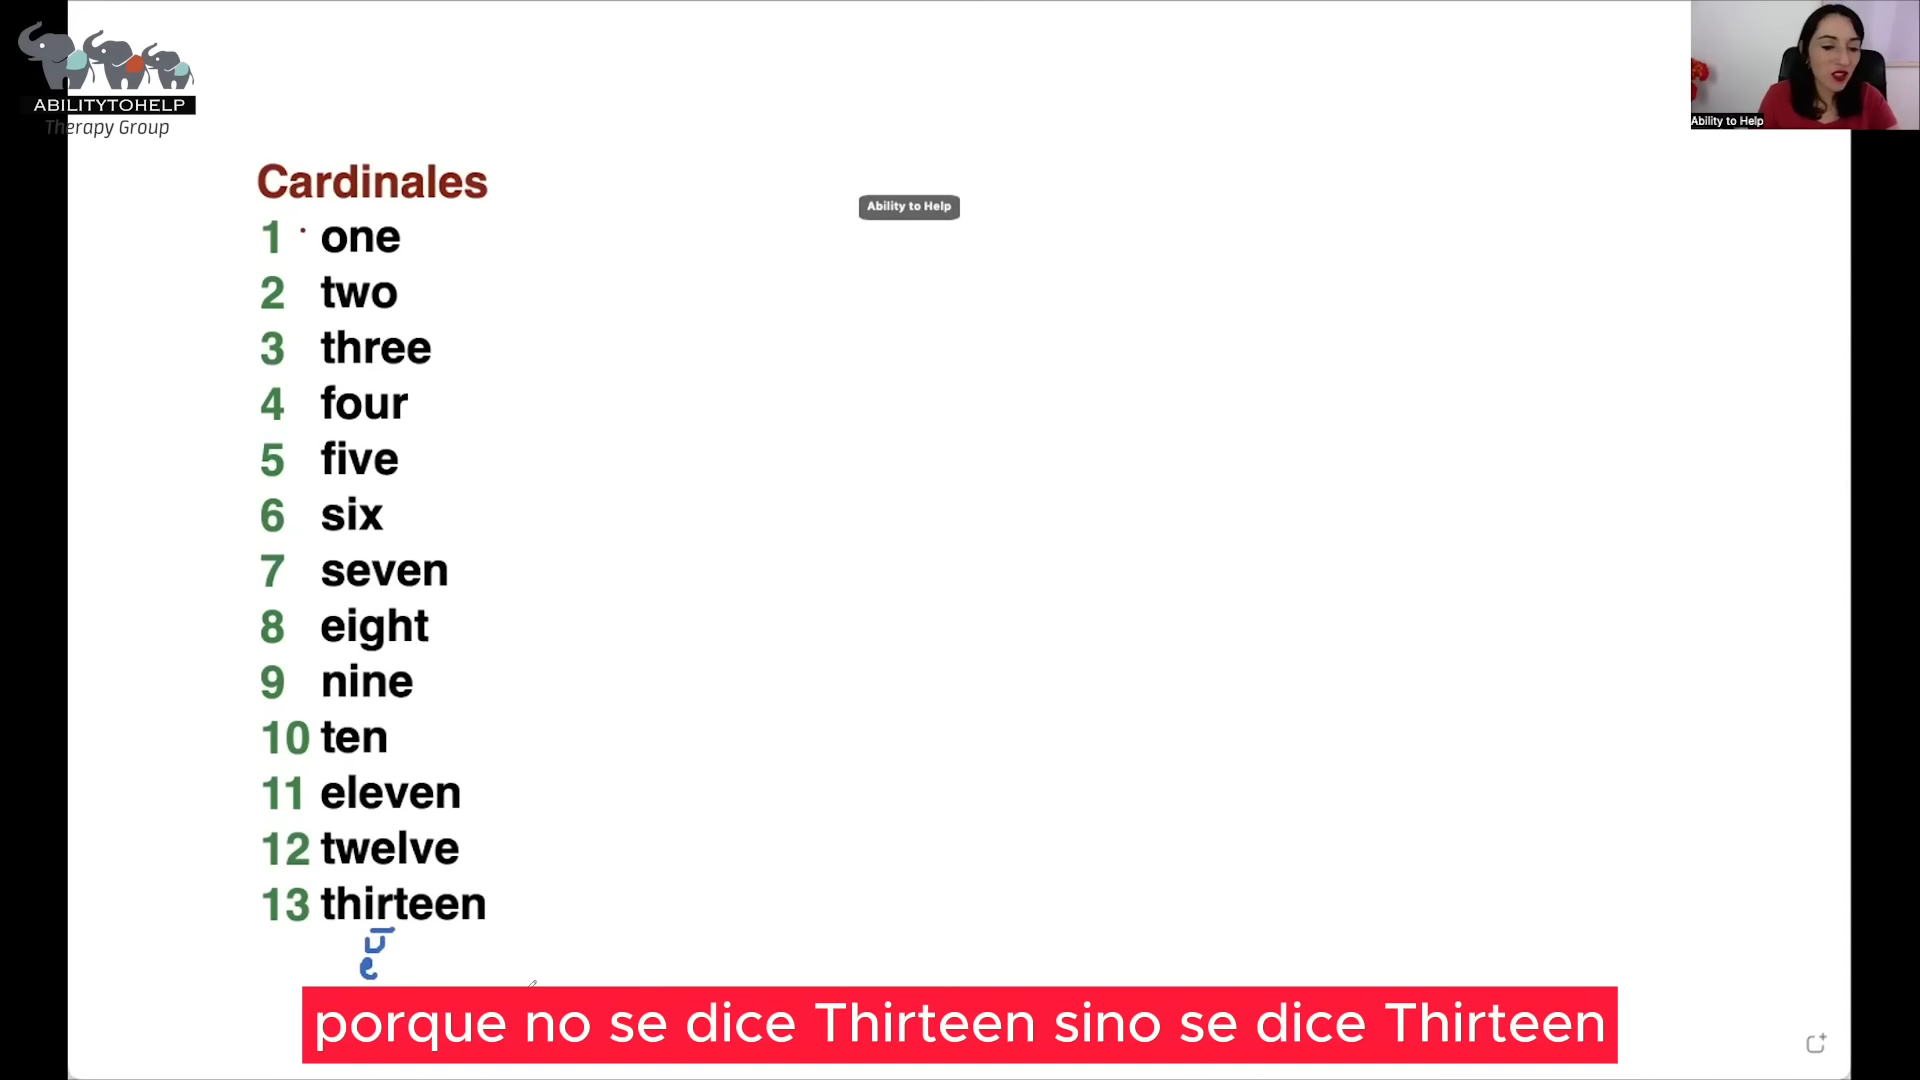 ABILITYTOHELP
Therapy Group
Ability to Help
Cardinales
Ability to Help
1 one
2 two
3 three
4 four
5 five
6 six
7 seven
8 eight
9 nine
10 ten
11 eleven
12 twelve
13 thirteen
u
e
porque no se dice Thirteen sino se dice Thirteen